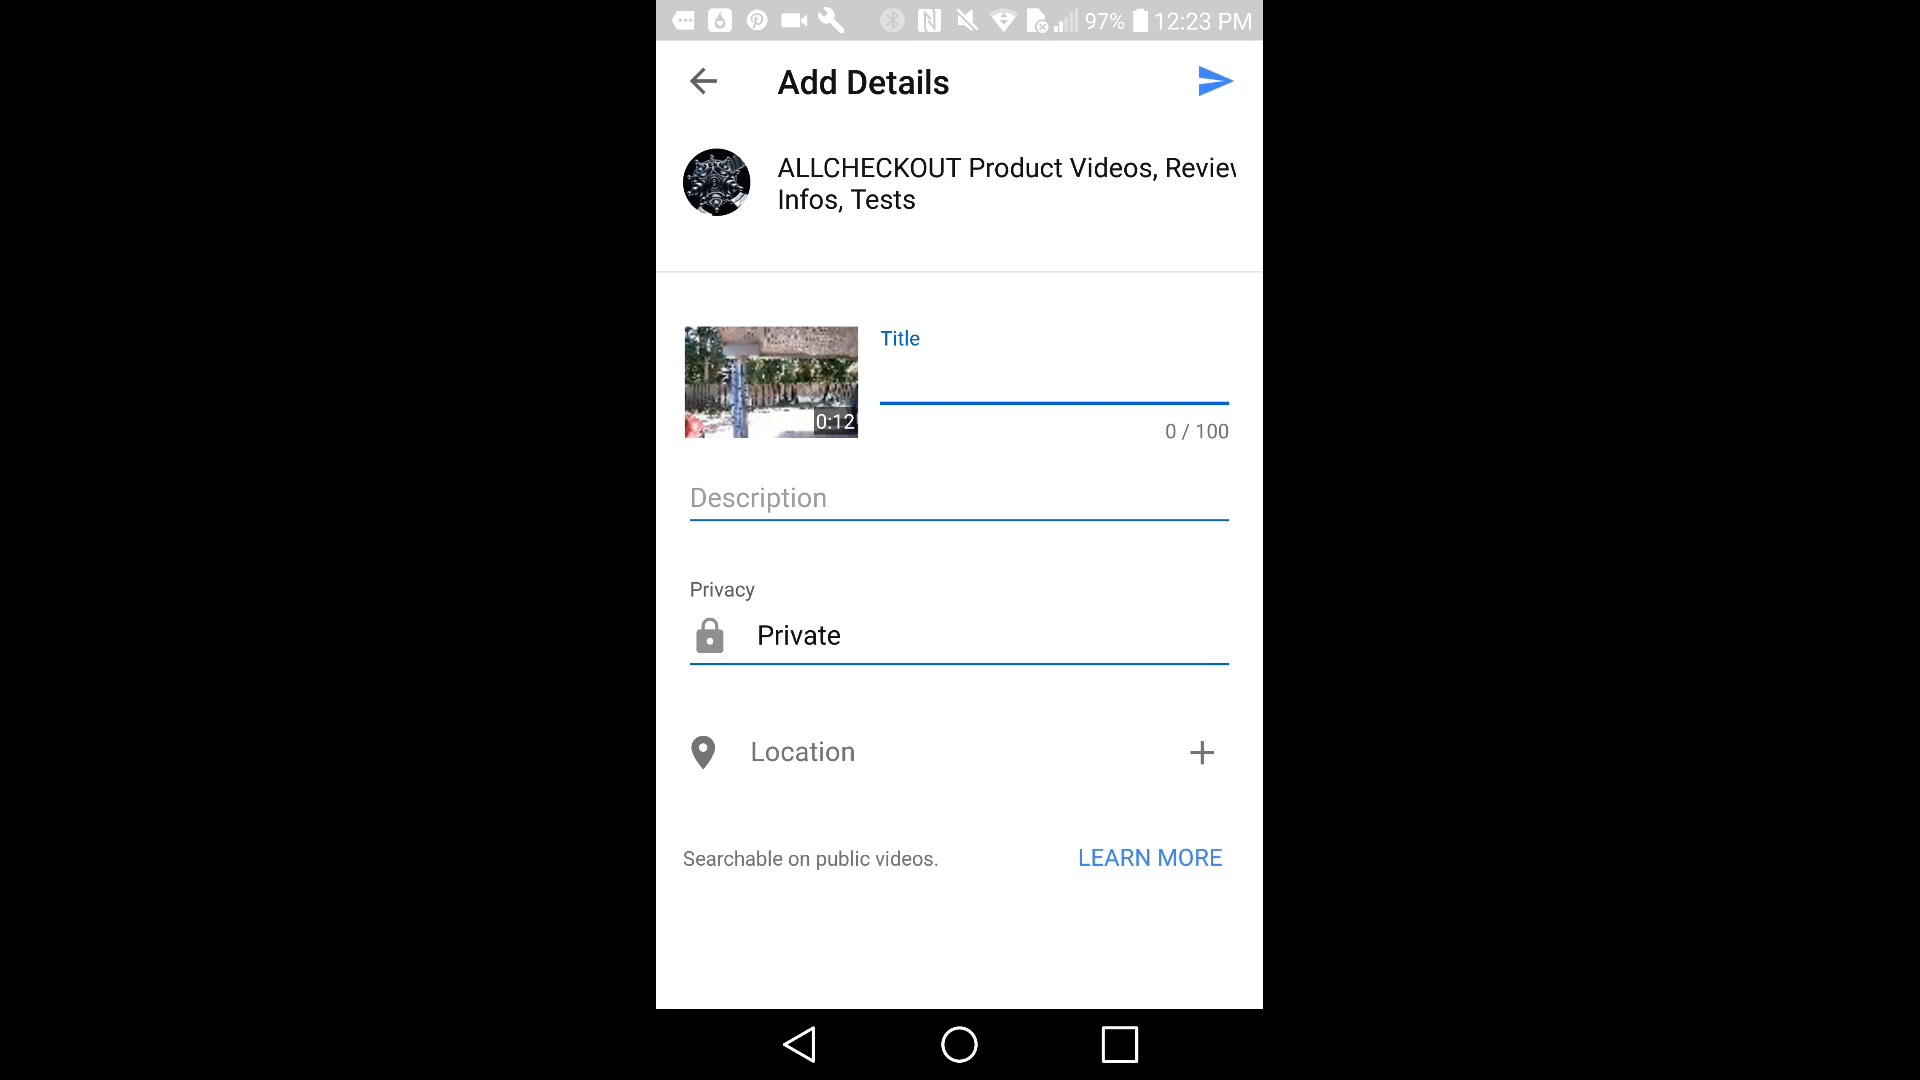 97% 12:23 PM
Add Details
ALLCHECKOUT Product Videos,
Infos, Tests
Title
0:12
0 / 100
Description
Privacy
Private
Location
Searchable on public videos.
LEARN MORE